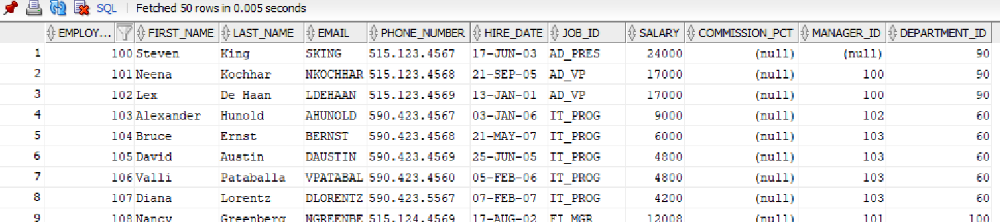 SQL | Fetched 50 rows in 0.005 seconds
EMPLOY... FIRST_NAME LAST_NAME EMAIL PHONE_NUMBER HIRE_DATE JOB_ID SALARY COMMISSION_PCT MANAGER_ID DEPARTMENT_ID
1 100 Steven King SKING 515.123.4567 17-JUN-03 AD_PRES 24000 (null) (null) 90
2 101 Neena Kochhar NKOCHHAR 515.123.4568 21-SEP-05 AD_VP 17000 (null) 100 90
3 102 Lex De Haan LDEHAAN 515.123.4569 13-JAN-01 AD_VP 17000 (null) 100 90
4 103 Alexander Hunold AHUNOLD 590.423.4567 03-JAN-06 IT_PROG 9000 (null) 102 60
5 104 Bruce Ernst BERNST 590.423.4568 21-MAY-07 IT_PROG 6000 (null) 103 60
6 105 David Austin DAUSTIN 590.423.4569 25-JUN-05 IT_PROG 4800 (null) 103 60
7 106 Valli Pataballa VPATABAL 590.423.4560 05-FEB-06 IT_PROG 4800 (null) 103 60
8 107 Diana Lorentz DLORENTZ 590.423.5567 07-FEB-07 IT_PROG 4200 (null) 103 60
9 108 Nancy Greenberg NGREENBE 515.124.4569 17-AUG-02 FI_MGR 12008 (null) 101 100